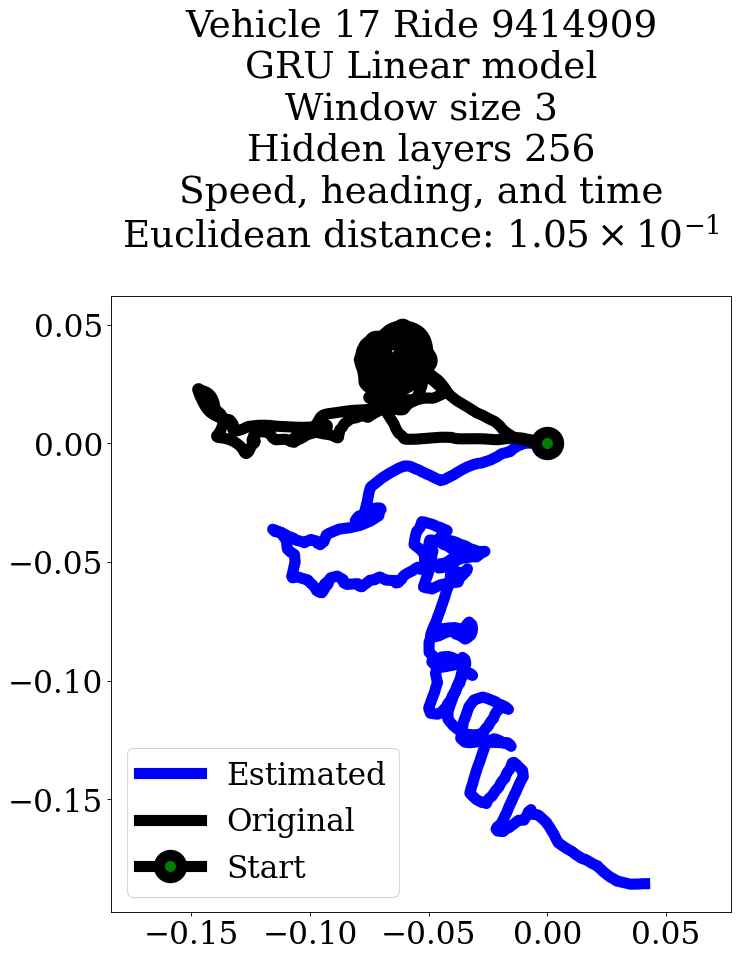 Vehicle 17 Ride 9414909
GRU Linear model
Window size 3
Hidden layers 256
Speed, heading, and time
Euclidean distance: 1.05 × 10⁻¹
0.05
0.00
−0.05
−0.10
−0.15
Estimated
Original
Start
−0.15 −0.10 −0.05 0.00 0.05